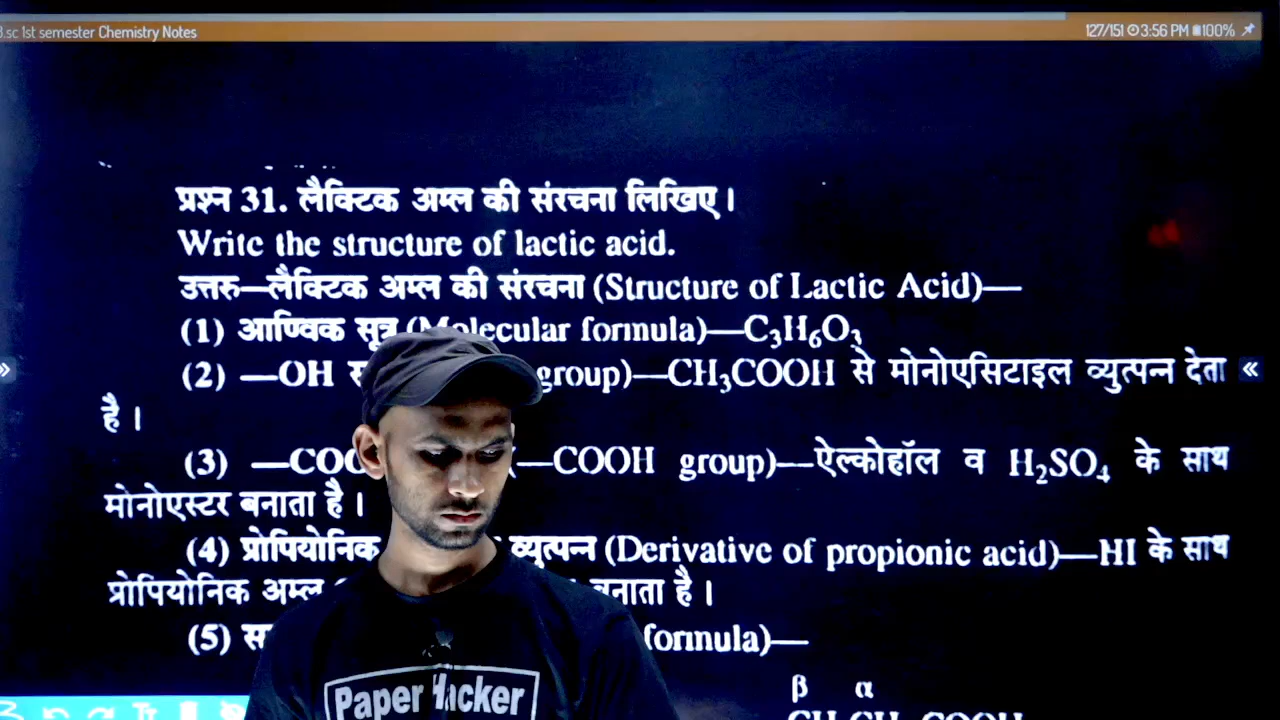 B.sc 1st semester Chemistry Notes
127/151 3:56 PM 100%
प्रश्न 31. लैक्टिक अम्ल की संरचना लिखिए।
Write the structure of lactic acid.
उत्तर—लैक्टिक अम्ल की संरचना (Structure of Lactic Acid)—
(1) आण्विक सूत्र (Molecular formula)—C₃H₆O₃
(2) —OH group)—CH₃COOH से मोनोएसिटाइल व्युत्पन्न देता
है।
(3) (—COOH group)—ऐल्कोहॉल व H₂SO₄ के साथ
मोनोएस्टर बनाता है।
(4) प्रोपियोनिक व्युत्पन्न (Derivative of propionic acid)—HI के साथ
प्रोपियोनिक अम्ल बनाता है।
(5) formula)—
β α
Paper Hacker